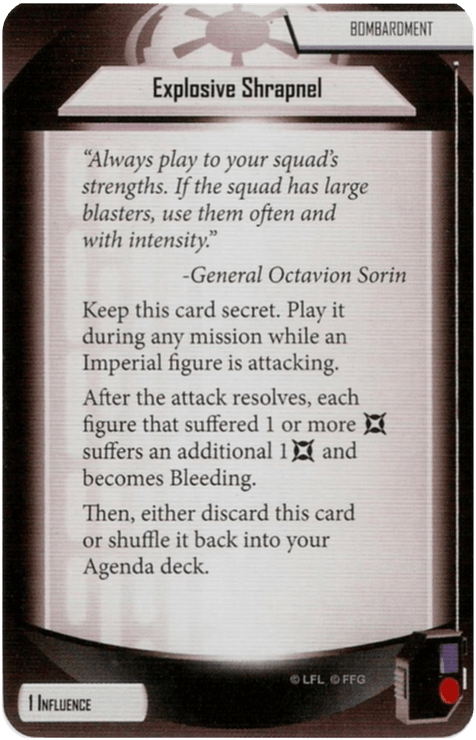 BOMBARDMENT
Explosive Shrapnel
“Always play to your squad’s
strengths. If the squad has large
blasters, use them often and
with intensity.”
-General Octavion Sorin
Keep this card secret. Play it
during any mission while an
Imperial figure is attacking.
After the attack resolves, each
figure that suffered 1 or more
suffers an additional 1 and
becomes Bleeding.
Then, either discard this card
or shuffle it back into your
Agenda deck.
© LFL © FFG
1 INFLUENCE